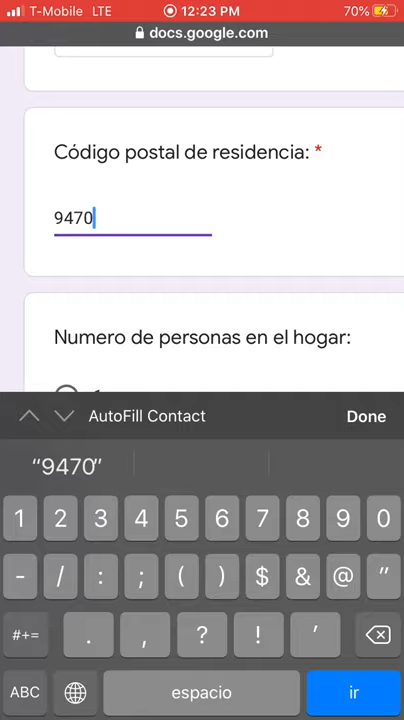 T-Mobile LTE 12:23 PM 70%
docs.google.com
Código postal de residencia: *
9470
Numero de personas en el hogar:
AutoFill Contact Done
“9470”
1 2 3 4 5 6 7 8 9 0
- / : ; ( ) $ & @ "
#+= . , ? ! '
ABC espacio ir